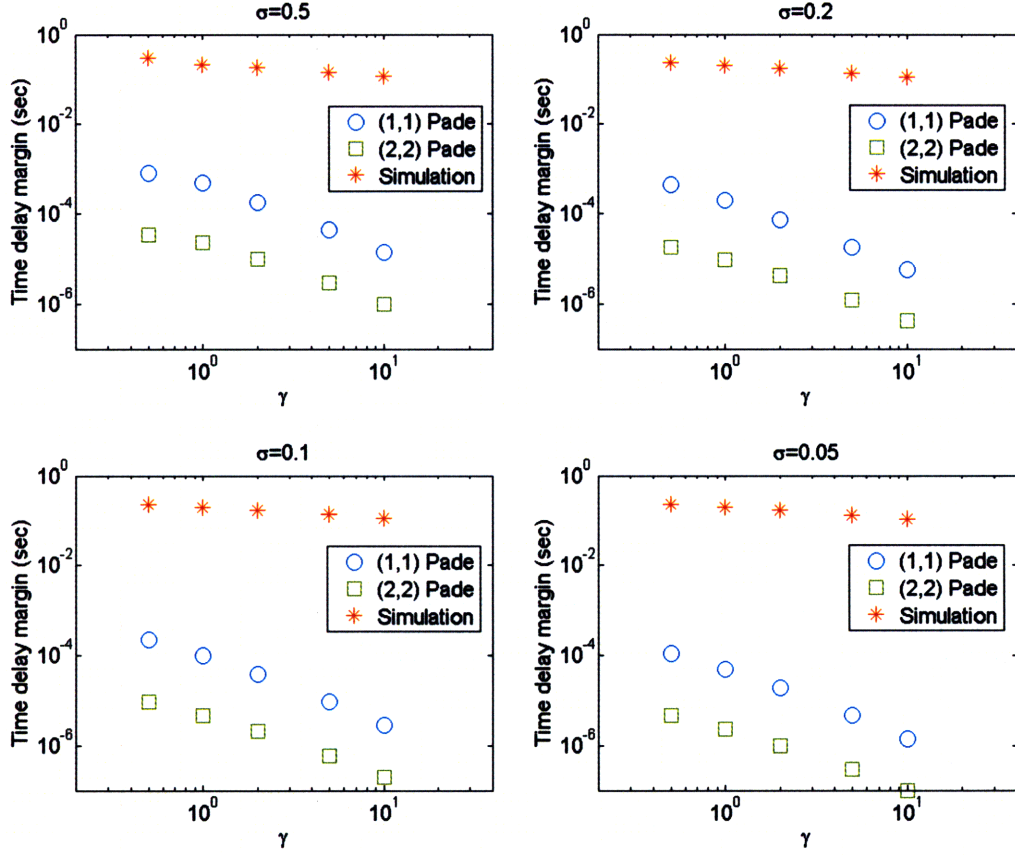 σ=0.5
Time delay margin (sec)
10^0
10^-2
10^-4
10^-6
(1,1) Pade
(2,2) Pade
Simulation
10^0
10^1
γ
σ=0.2
Time delay margin (sec)
10^0
10^-2
10^-4
10^-6
(1,1) Pade
(2,2) Pade
Simulation
10^0
10^1
γ
σ=0.1
Time delay margin (sec)
10^0
10^-2
10^-4
10^-6
(1,1) Pade
(2,2) Pade
Simulation
10^0
10^1
γ
σ=0.05
Time delay margin (sec)
10^0
10^-2
10^-4
10^-6
(1,1) Pade
(2,2) Pade
Simulation
10^0
10^1
γ